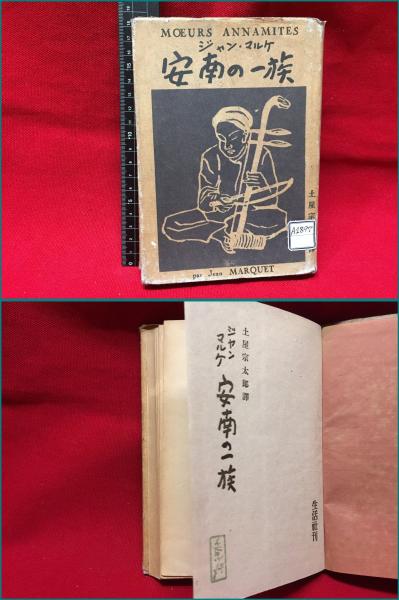 MŒURS ANNAMITES
ジャン・マルケ
安南の一族
土屋宗
A1897
par Jean MARQUET
土屋宗太郎譯
ジャン
マルケ
安南の一族
生活社刊